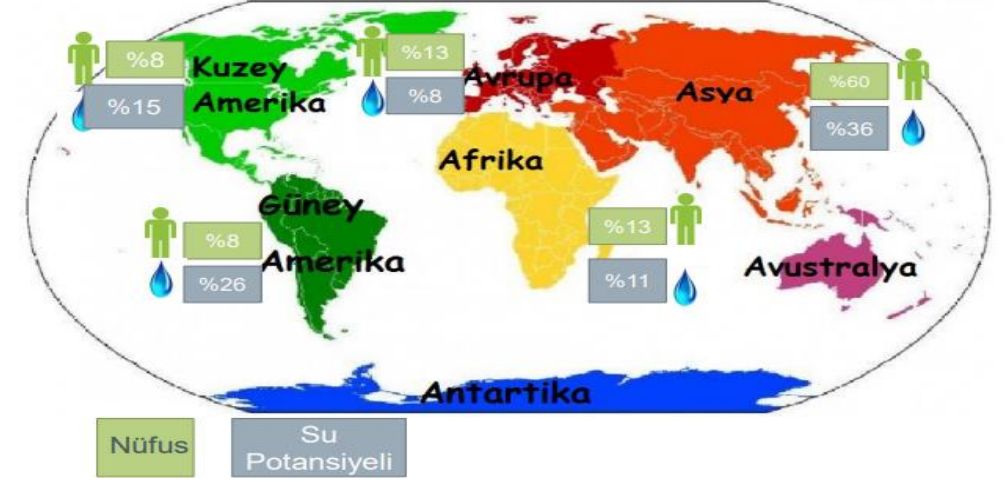 %8
%15
Kuzey
Amerika
%13
%8
Avrupa
Asya
%60
%36
Afrika
Güney
Amerika
%8
%26
%13
%11
Avustralya
Antartika
Nüfus
Su
Potansiyeli